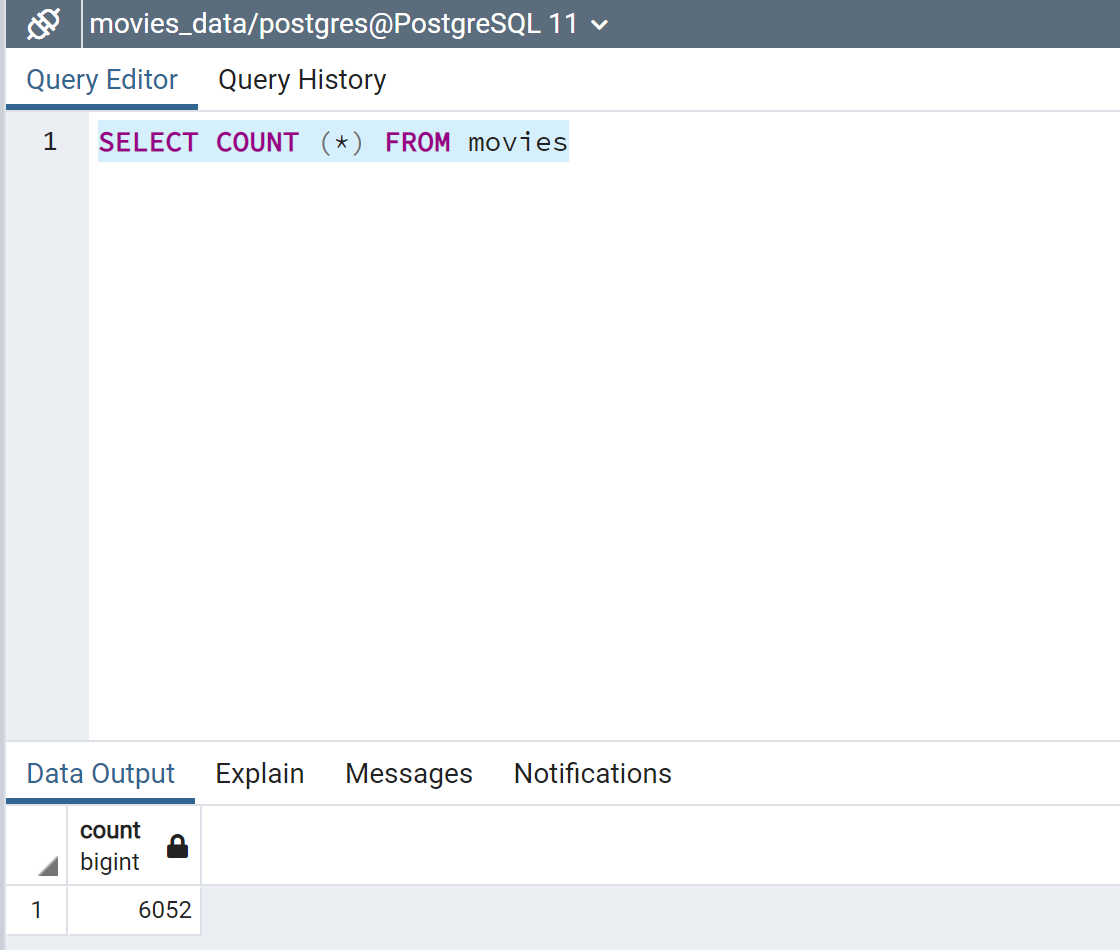 movies_data/postgres@PostgreSQL 11
Query Editor Query History
1 SELECT COUNT (*) FROM movies
Data Output Explain Messages Notifications
count
bigint
1 6052